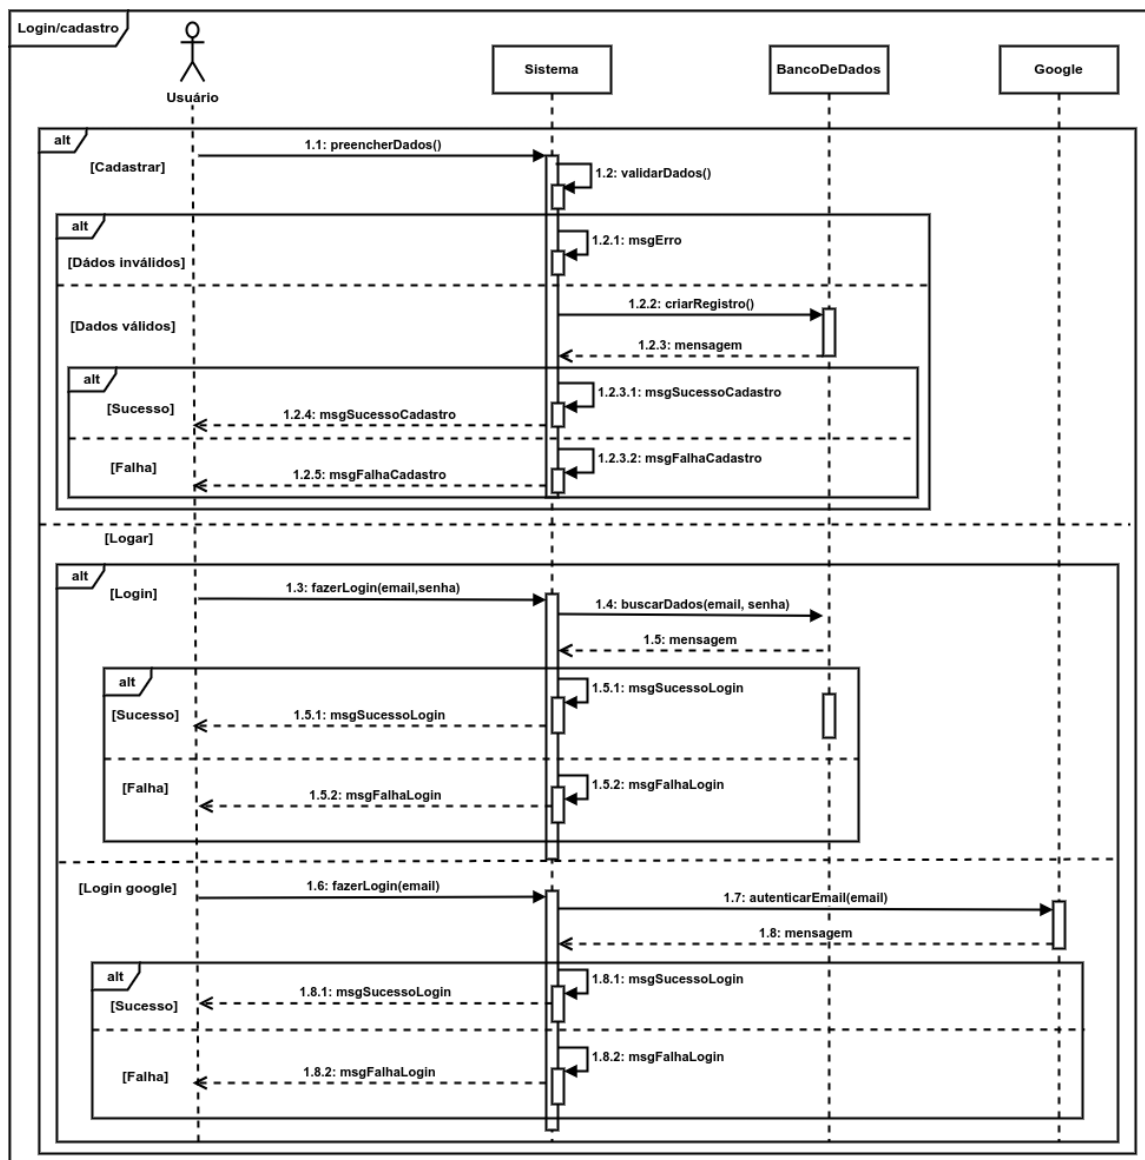 Login/cadastro
Usuário
Sistema
BancoDeDados
Google
alt
[Cadastrar]
1.1: preencherDados()
1.2: validarDados()
alt
[Dádos inválidos]
1.2.1: msgErro
[Dados válidos]
1.2.2: criarRegistro()
1.2.3: mensagem
alt
[Sucesso]
1.2.3.1: msgSucessoCadastro
1.2.4: msgSucessoCadastro
[Falha]
1.2.3.2: msgFalhaCadastro
1.2.5: msgFalhaCadastro
[Logar]
alt
[Login]
1.3: fazerLogin(email,senha)
1.4: buscarDados(email, senha)
1.5: mensagem
alt
[Sucesso]
1.5.1: msgSucessoLogin
1.5.1: msgSucessoLogin
[Falha]
1.5.2: msgFalhaLogin
1.5.2: msgFalhaLogin
[Login google]
1.6: fazerLogin(email)
1.7: autenticarEmail(email)
1.8: mensagem
alt
[Sucesso]
1.8.1: msgSucessoLogin
1.8.1: msgSucessoLogin
[Falha]
1.8.2: msgFalhaLogin
1.8.2: msgFalhaLogin